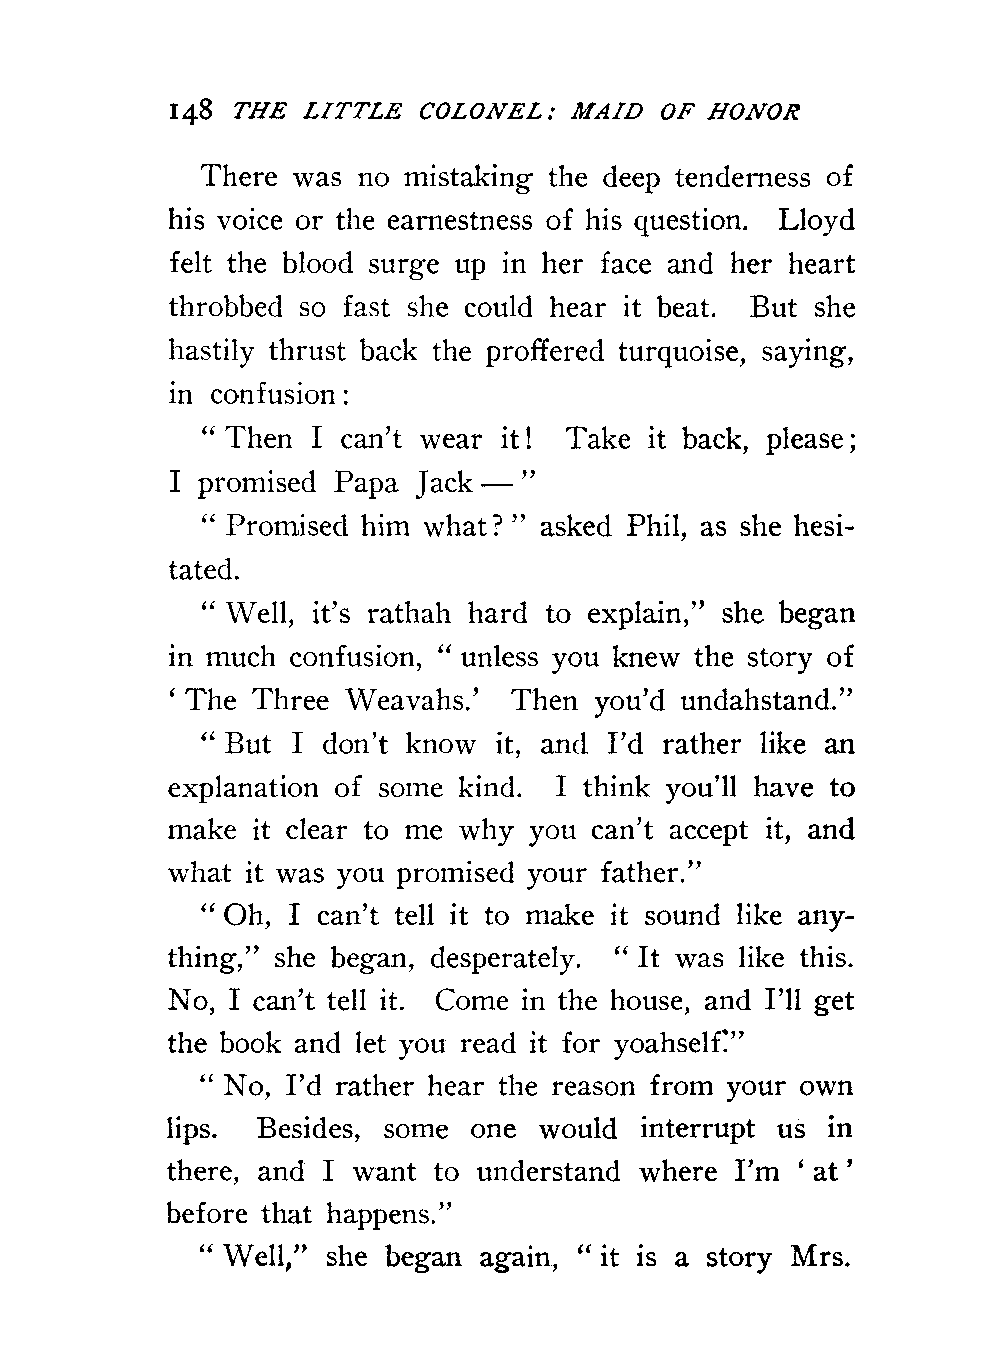 148 THE LITTLE COLONEL: MAID OF HONOR
There was no mistaking the deep tenderness of
his voice or the earnestness of his question. Lloyd
felt the blood surge up in her face and her heart
throbbed so fast she could hear it beat. But she
hastily thrust back the proffered turquoise, saying,
in confusion:
“Then I can't wear it! Take it back, please;
I promised Papa Jack—”
“Promised him what?” asked Phil, as she hesi-
tated.
“Well, it's rathah hard to explain,” she began
in much confusion, “unless you knew the story of
‘The Three Weavahs.’ Then you'd undahstand.”
“But I don't know it, and I'd rather like an
explanation of some kind. I think you'll have to
make it clear to me why you can't accept it, and
what it was you promised your father.”
“Oh, I can't tell it to make it sound like any-
thing,” she began, desperately. “It was like this.
No, I can't tell it. Come in the house, and I'll get
the book and let you read it for yoahself.”
“No, I'd rather hear the reason from your own
lips. Besides, some one would interrupt us in
there, and I want to understand where I'm ‘at’
before that happens.”
“Well,” she began again, “it is a story Mrs.